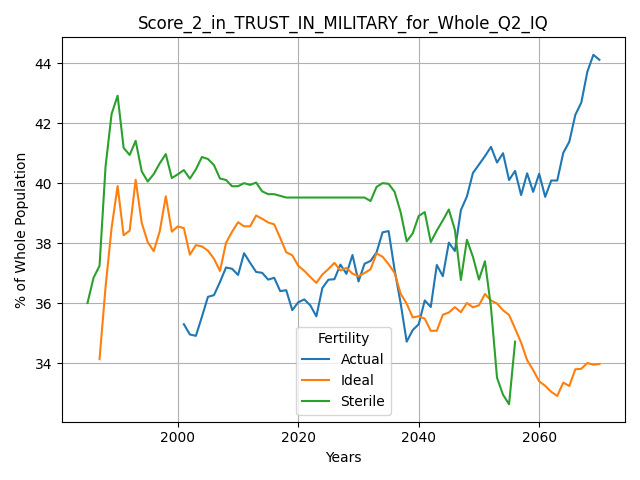 Score_2_in_TRUST_IN_MILITARY_for_Whole_Q2_IQ
44
42
40
38
36
34
% of Whole Population
Fertility
Actual
Ideal
Sterile
2000 2020 2040 2060
Years